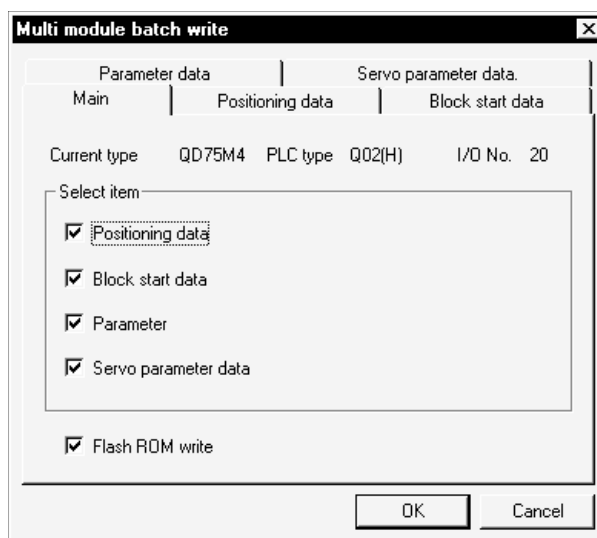 Multi module batch write
Parameter data Servo parameter data.
Main Positioning data Block start data
Current type QD75M4 PLC type Q02(H) I/O No. 20
Select item
Positioning data
Block start data
Parameter
Servo parameter data
Flash ROM write
OK Cancel